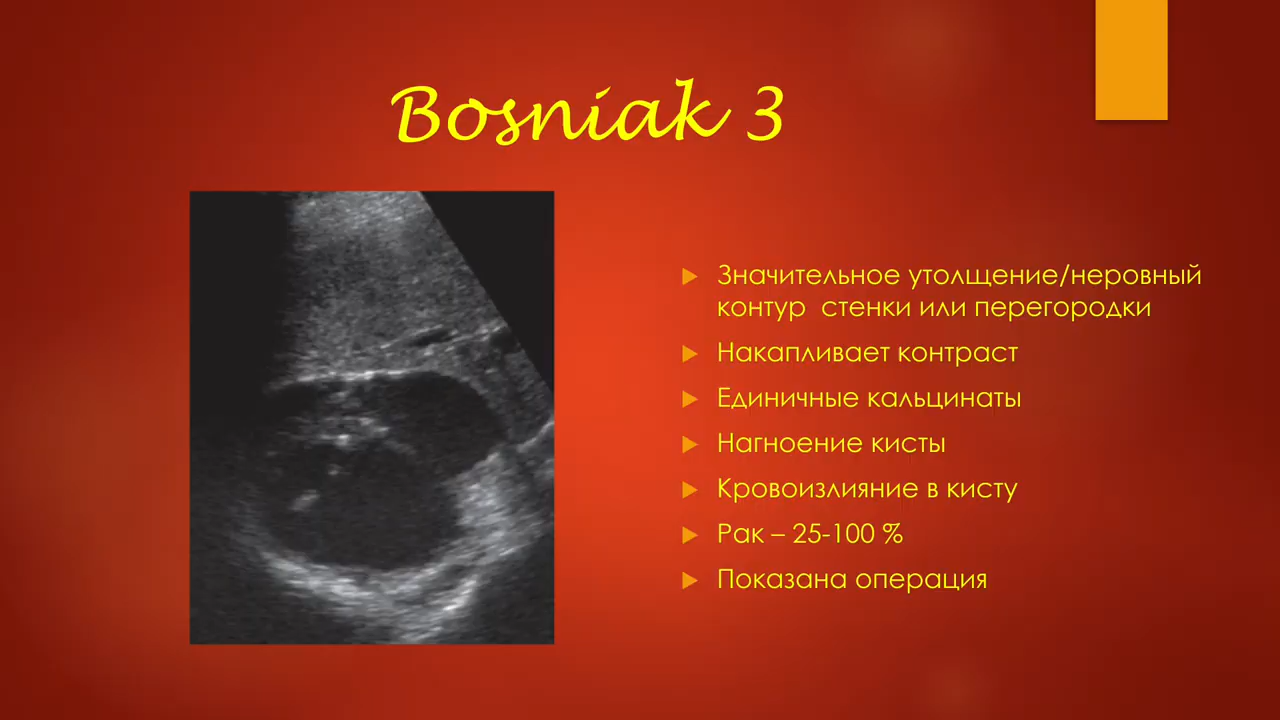 Bosniak 3
Значительное утолщение/неровный
контур стенки или перегородки
Накапливает контраст
Единичные кальцинаты
Нагноение кисты
Кровоизлияние в кисту
Рак – 25-100 %
Показана операция